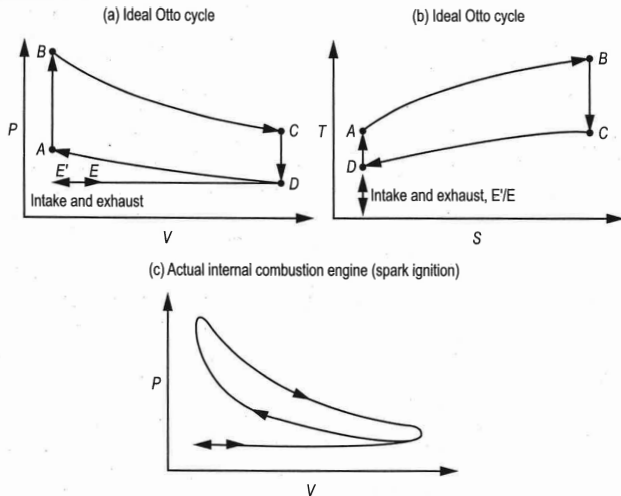 (a) Ideal Otto cycle
B
P
C
A
E' E
D
Intake and exhaust
V
(b) Ideal Otto cycle
B
T
A
C
D
Intake and exhaust, E'/E
S
(c) Actual internal combustion engine (spark ignition)
P
V